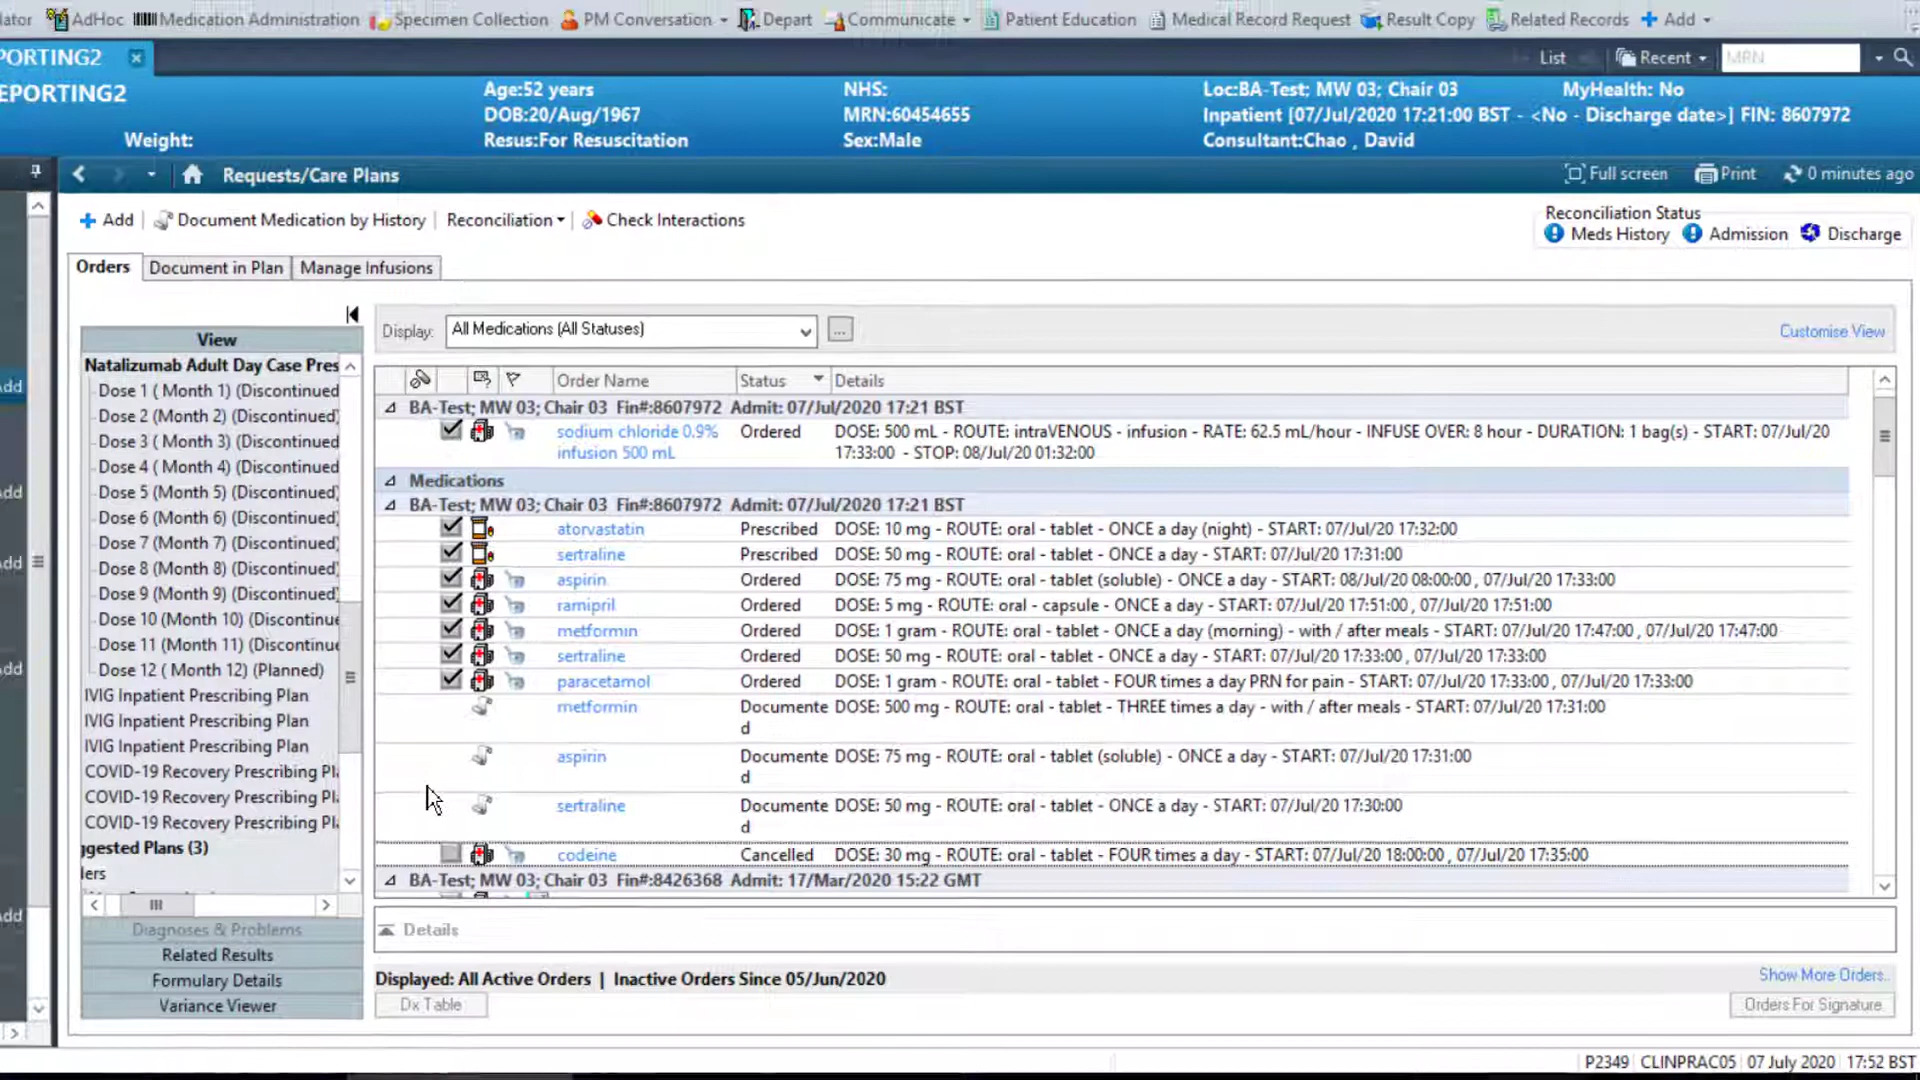 ator AdHoc Medication Administration Specimen Collection PM Conversation Depart Communicate Patient Education Medical Record Request Result Copy Related Records + Add
PORTING2 × List Recent MRN
EPORTING2 Age:52 years NHS: Loc:BA-Test; MW 03; Chair 03 MyHealth: No
DOB:20/Aug/1967 MRN:60454655 Inpatient [07/Jul/2020 17:21:00 BST - <No - Discharge date>] FIN: 8607972
Weight: Resus:For Resuscitation Sex:Male Consultant:Chao , David
Requests/Care Plans Full screen Print 0 minutes ago
+ Add | Document Medication by History | Reconciliation | Check Interactions
Reconciliation Status
Meds History Admission Discharge
Orders Document in Plan Manage Infusions
Display: All Medications (All Statuses) ... Customise View
View
Natalizumab Adult Day Case Pres
Dose 1 ( Month 1) (Discontinued
Dose 2 (Month 2) (Discontinued
Dose 3 ( Month 3) (Discontinued
Dose 4 ( Month 4) (Discontinued
Dose 5 (Month 5) (Discontinued
Dose 6 (Month 6) (Discontinued
Dose 7 (Month 7) (Discontinued
Dose 8 (Month 8) (Discontinued
Dose 9 (Month 9) (Discontinued
Dose 10 (Month 10) (Discontinue
Dose 11 (Month 11) (Discontinue
Dose 12 ( Month 12) (Planned)
IVIG Inpatient Prescribing Plan
IVIG Inpatient Prescribing Plan
IVIG Inpatient Prescribing Plan
COVID-19 Recovery Prescribing Pl
COVID-19 Recovery Prescribing Pl
COVID-19 Recovery Prescribing Pl
ggested Plans (3)
lers
Diagnoses & Problems
Related Results
Formulary Details
Variance Viewer
Add
dd
dd
dd
dd
Order Name Status Details
BA-Test; MW 03; Chair 03 Fin#:8607972 Admit: 07/Jul/2020 17:21 BST
sodium chloride 0.9% Ordered DOSE: 500 mL - ROUTE: intraVENOUS - infusion - RATE: 62.5 mL/hour - INFUSE OVER: 8 hour - DURATION: 1 bag(s) - START: 07/Jul/20
infusion 500 mL 17:33:00 - STOP: 08/Jul/20 01:32:00
Medications
BA-Test; MW 03; Chair 03 Fin#:8607972 Admit: 07/Jul/2020 17:21 BST
atorvastatin Prescribed DOSE: 10 mg - ROUTE: oral - tablet - ONCE a day (night) - START: 07/Jul/20 17:32:00
sertraline Prescribed DOSE: 50 mg - ROUTE: oral - tablet - ONCE a day - START: 07/Jul/20 17:31:00
aspirin Ordered DOSE: 75 mg - ROUTE: oral - tablet (soluble) - ONCE a day - START: 08/Jul/20 08:00:00 , 07/Jul/20 17:33:00
ramipril Ordered DOSE: 5 mg - ROUTE: oral - capsule - ONCE a day - START: 07/Jul/20 17:51:00 , 07/Jul/20 17:51:00
metformin Ordered DOSE: 1 gram - ROUTE: oral - tablet - ONCE a day (morning) - with / after meals - START: 07/Jul/20 17:47:00 , 07/Jul/20 17:47:00
sertraline Ordered DOSE: 50 mg - ROUTE: oral - tablet - ONCE a day - START: 07/Jul/20 17:33:00 , 07/Jul/20 17:33:00
paracetamol Ordered DOSE: 1 gram - ROUTE: oral - tablet - FOUR times a day PRN for pain - START: 07/Jul/20 17:33:00 , 07/Jul/20 17:33:00
metformin Documente DOSE: 500 mg - ROUTE: oral - tablet - THREE times a day - with / after meals - START: 07/Jul/20 17:31:00
d
aspirin Documente DOSE: 75 mg - ROUTE: oral - tablet (soluble) - ONCE a day - START: 07/Jul/20 17:31:00
d
sertraline Documente DOSE: 50 mg - ROUTE: oral - tablet - ONCE a day - START: 07/Jul/20 17:30:00
d
codeine Cancelled DOSE: 30 mg - ROUTE: oral - tablet - FOUR times a day - START: 07/Jul/20 18:00:00 , 07/Jul/20 17:35:00
BA-Test; MW 03; Chair 03 Fin#:8426368 Admit: 17/Mar/2020 15:22 GMT
Details
Displayed: All Active Orders | Inactive Orders Since 05/Jun/2020 Show More Orders..
Dx Table Orders For Signature
P2349 CLINPRAC05 07 July 2020 17:52 BST